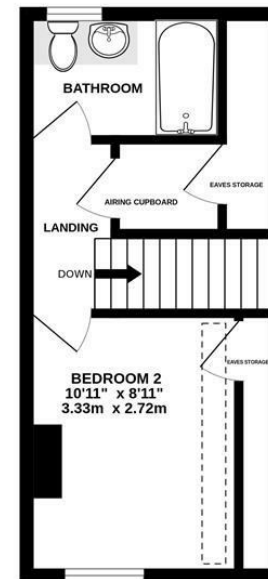 BATHROOM
EAVES STORAGE
AIRING CUPBOARD
LANDING
DOWN
EAVES STORAGE
BEDROOM 2
10'11" x 8'11"
3.33m x 2.72m